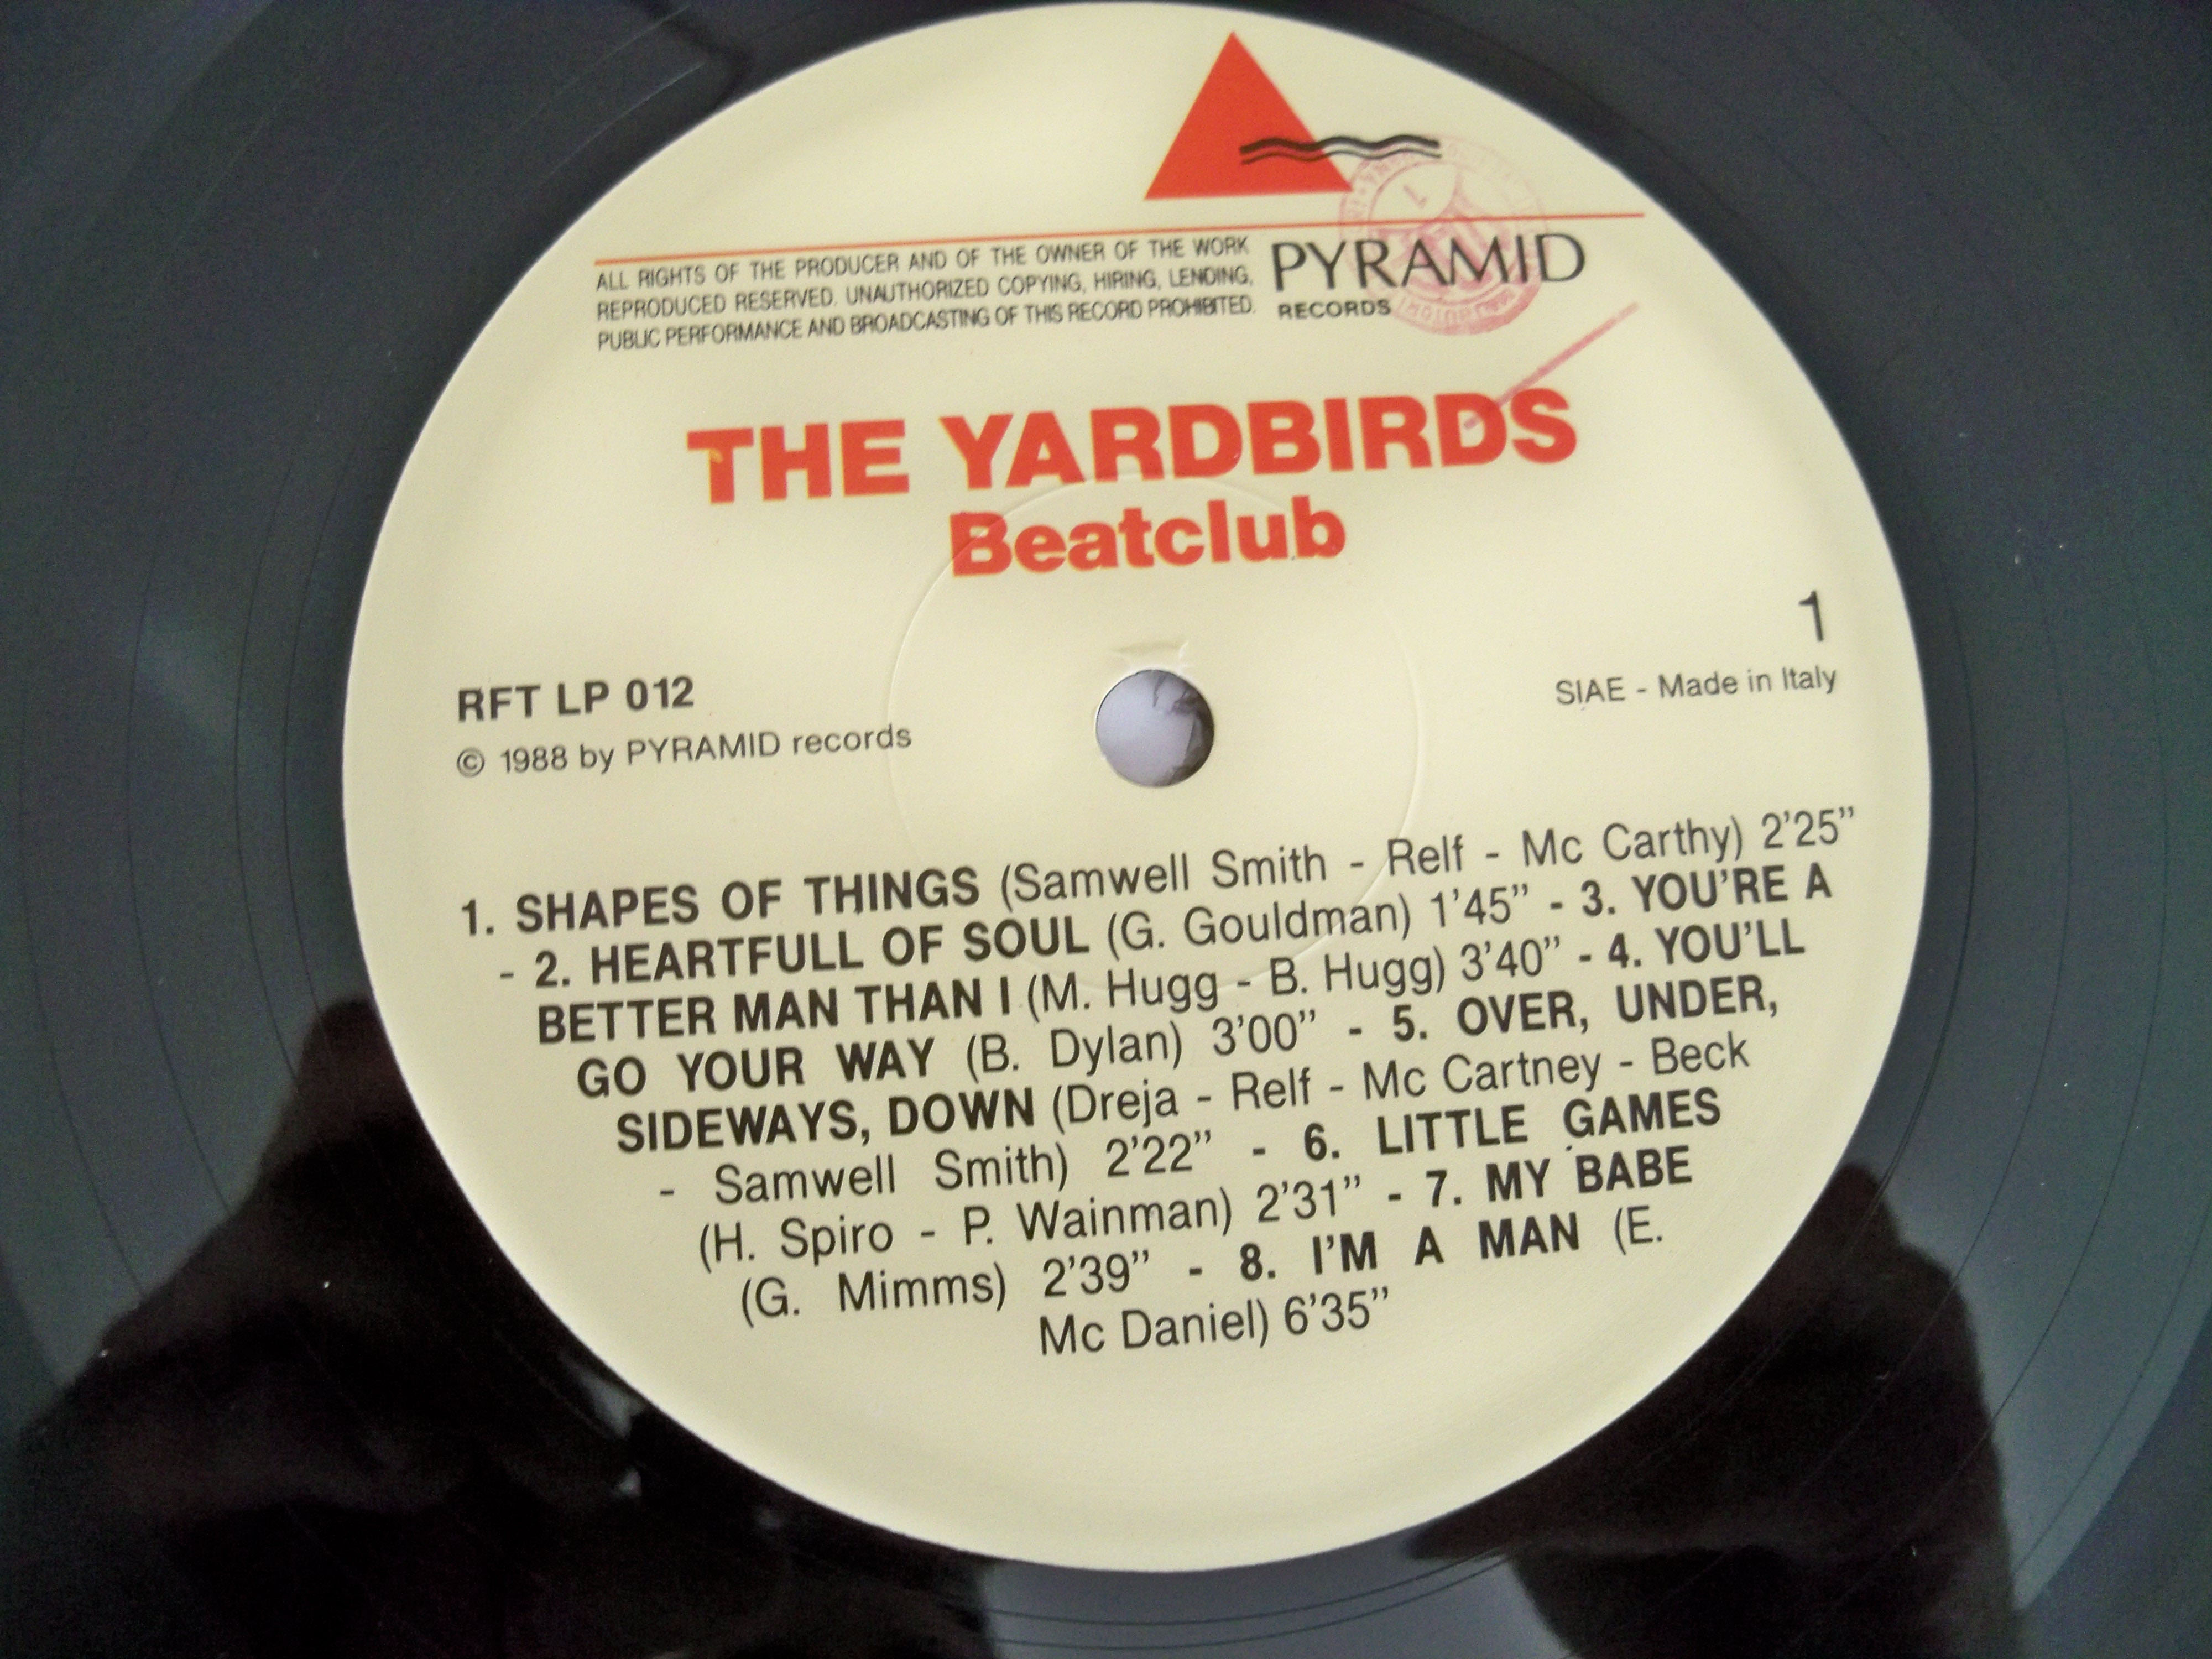 ALL RIGHTS OF THE PRODUCER AND OF THE OWNER OF THE WORK
REPRODUCED RESERVED. UNAUTHORIZED COPYING, HIRING, LENDING,
PUBLIC PERFORMANCE AND BROADCASTING OF THIS RECORD PROHIBITED.
PYRAMID
RECORDS
THE YARDBIRDS
Beatclub
1
RFT LP 012
SIAE - Made in Italy
© 1988 by PYRAMID records
1. SHAPES OF THINGS (Samwell Smith - Relf - Mc Carthy) 2'25”
- 2. HEARTFULL OF SOUL (G. Gouldman) 1'45” - 3. YOU'RE A
BETTER MAN THAN I (M. Hugg - B. Hugg) 3'40” - 4. YOU'LL
GO YOUR WAY (B. Dylan) 3'00” - 5. OVER, UNDER,
SIDEWAYS, DOWN (Dreja - Relf - Mc Cartney - Beck
- Samwell Smith) 2'22” - 6. LITTLE GAMES
(H. Spiro - P. Wainman) 2'31” - 7. MY BABE
(G. Mimms) 2'39” - 8. I'M A MAN (E.
Mc Daniel) 6'35”